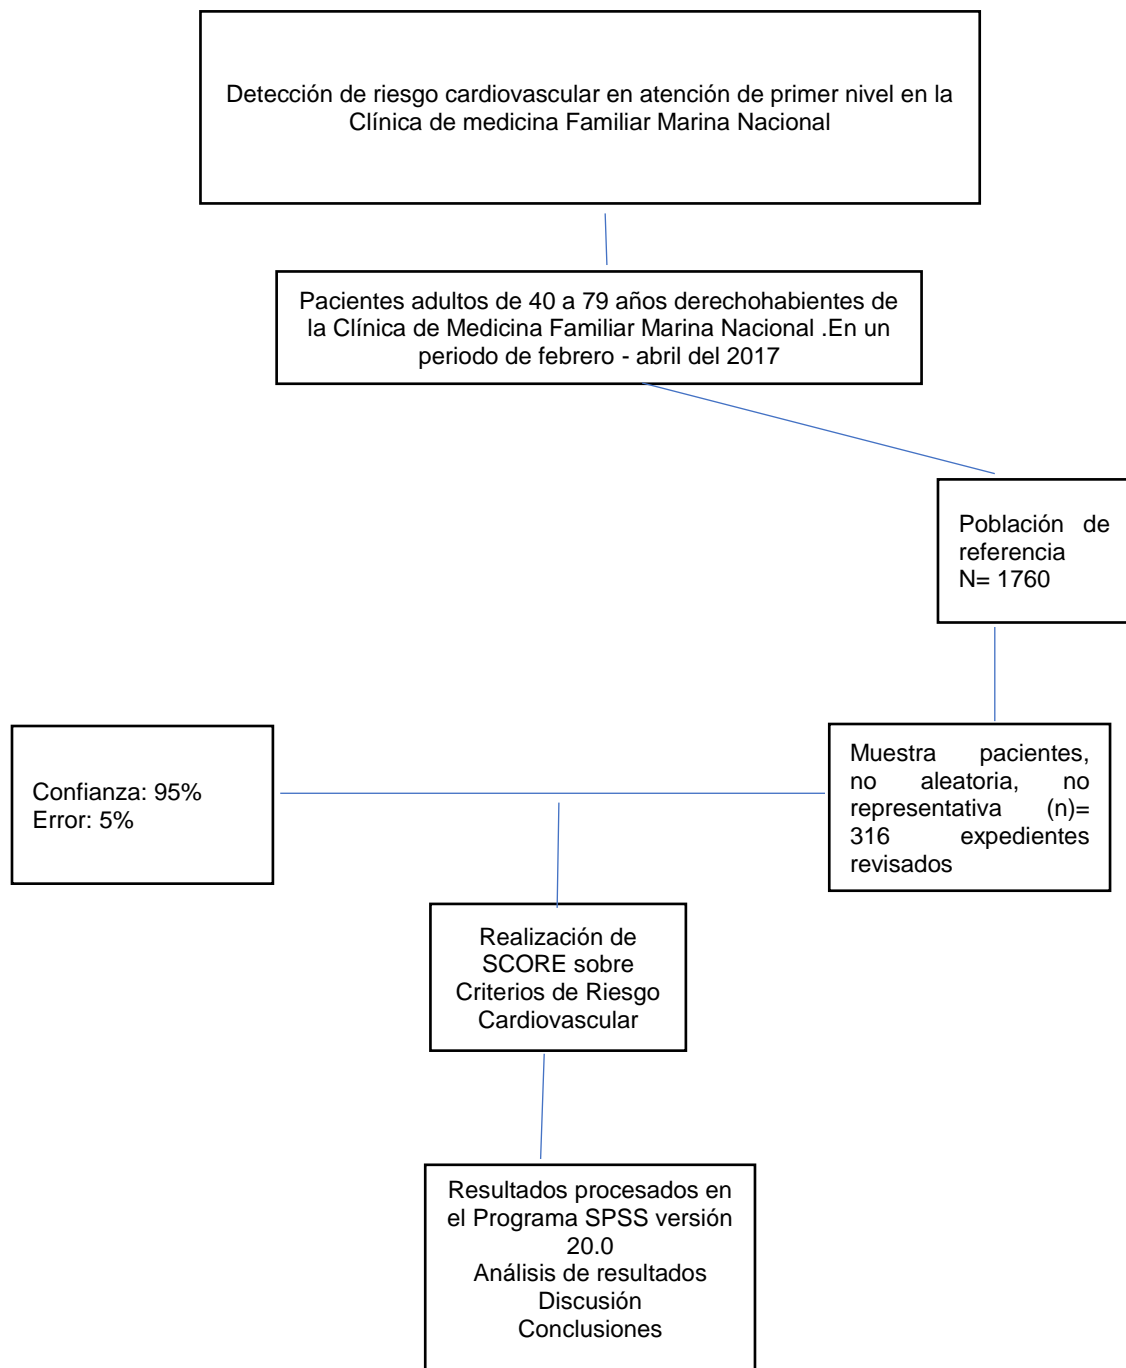 Detección de riesgo cardiovascular en atención de primer nivel en la
Clínica de medicina Familiar Marina Nacional
Pacientes adultos de 40 a 79 años derechohabientes de
la Clínica de Medicina Familiar Marina Nacional .En un
periodo de febrero - abril del 2017
Población de
referencia
N= 1760
Muestra pacientes,
no aleatoria, no
representativa (n)=
316 expedientes
revisados
Confianza: 95%
Error: 5%
Realización de
SCORE sobre
Criterios de Riesgo
Cardiovascular
Resultados procesados en
el Programa SPSS versión
20.0
Análisis de resultados
Discusión
Conclusiones